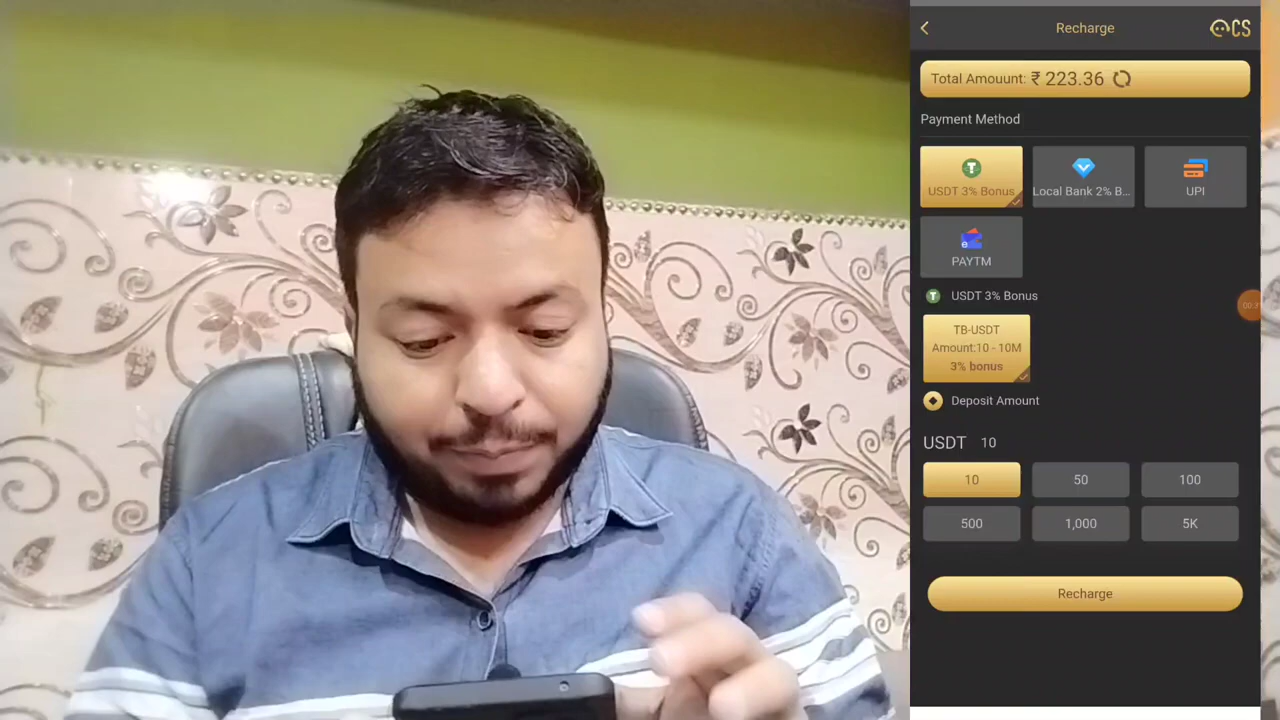 Recharge
CS
Total Amouunt: ₹ 223.36
Payment Method
USDT 3% Bonus
Local Bank 2% B...
UPI
PAYTM
USDT 3% Bonus
TB-USDT
Amount:10 - 10M
3% bonus
Deposit Amount
USDT 10
10
50
100
500
1,000
5K
Recharge